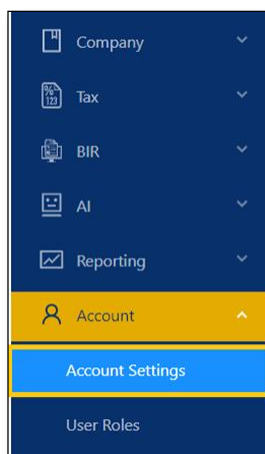 Company
Tax
BIR
AI
Reporting
Account
Account Settings
User Roles